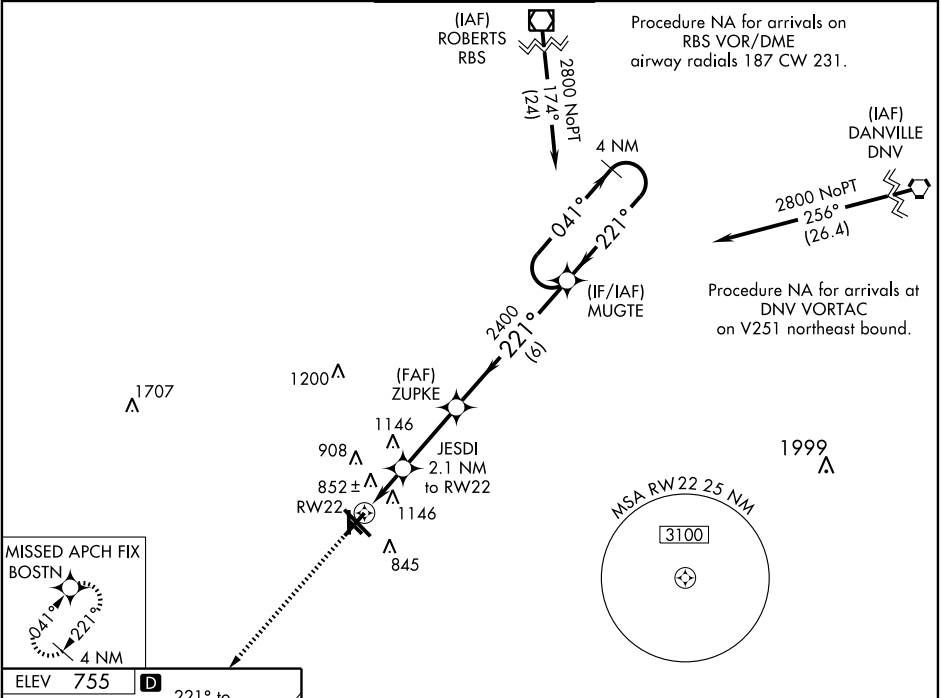 (IAF)
ROBERTS
RBS
Procedure NA for arrivals on
RBS VOR/DME
airway radials 187 CW 231.
2800 NoPT
174°
(24)
(IAF)
DANVILLE
DNV
4 NM
2800 NoPT
256°
(26.4)
041°
221°
(IF/IAF)
MUGTE
Procedure NA for arrivals at
DNV VORTAC
on V251 northeast bound.
2400
221°
(6)
1200
(FAF)
ZUPKE
1707
1146
908
JESDI
2.1 NM
to RW22
1999
852 ±
RW22
1146
MSA RW 22 25 NM
3100
845
MISSED APCH FIX
BOSTN
041°
221°
4 NM
ELEV 755 D
221° to